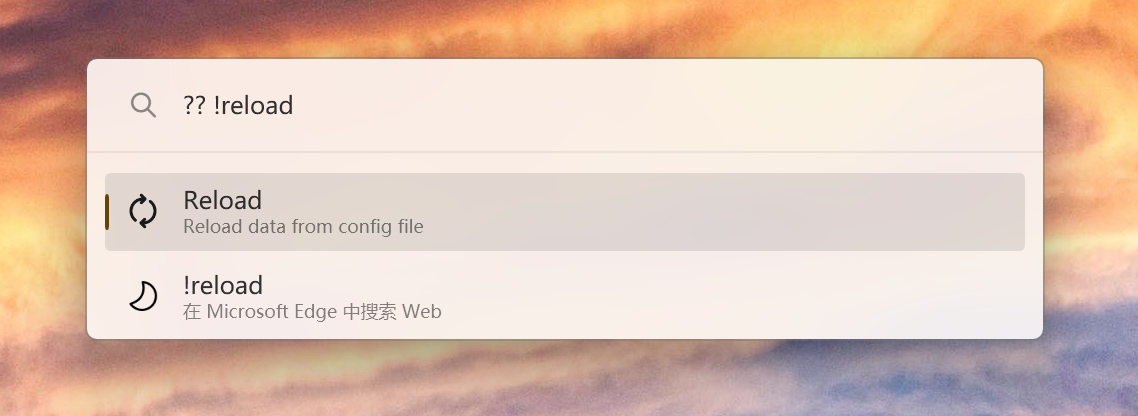 ?? !reload
Reload
Reload data from config file
!reload
在 Microsoft Edge 中搜索 Web